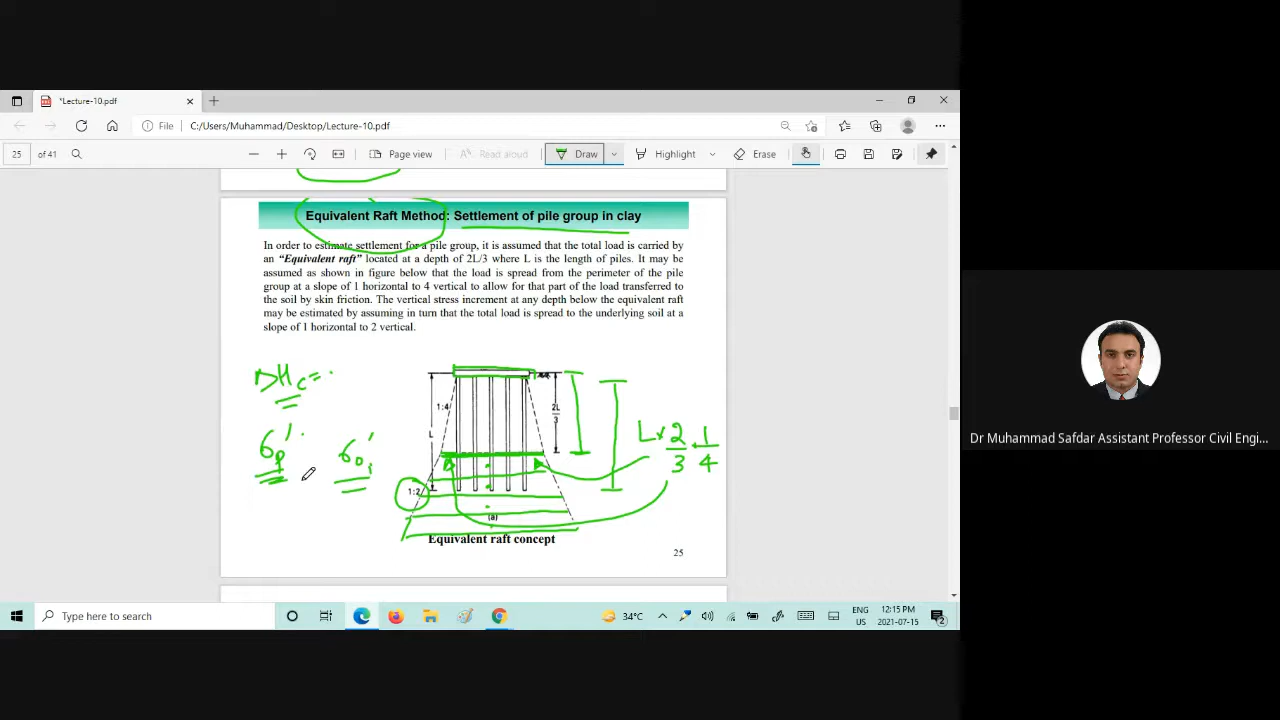 *Lecture-10.pdf
File C:/Users/Muhammad/Desktop/Lecture-10.pdf
25 of 41 Page view Read aloud Draw Highlight Erase
Equivalent Raft Method: Settlement of pile group in clay
In order to estimate settlement for a pile group, it is assumed that the total load is carried by
an “Equivalent raft” located at a depth of 2L/3 where L is the length of piles. It may be
assumed as shown in figure below that the load is spread from the perimeter of the pile
group at a slope of 1 horizontal to 4 vertical to allow for that part of the load transferred to
the soil by skin friction. The vertical stress increment at any depth below the equivalent raft
may be estimated by assuming in turn that the total load is spread to the underlying soil at a
slope of 1 horizontal to 2 vertical.
ΔHc =
1:4
2L
3
L
σp' σo'
L × 2/3 · 1/4
1:2
(a)
Equivalent raft concept
25
Dr Muhammad Safdar Assistant Professor Civil Engi...
Type here to search
34°C
ENG
US
12:15 PM
2021-07-15
2